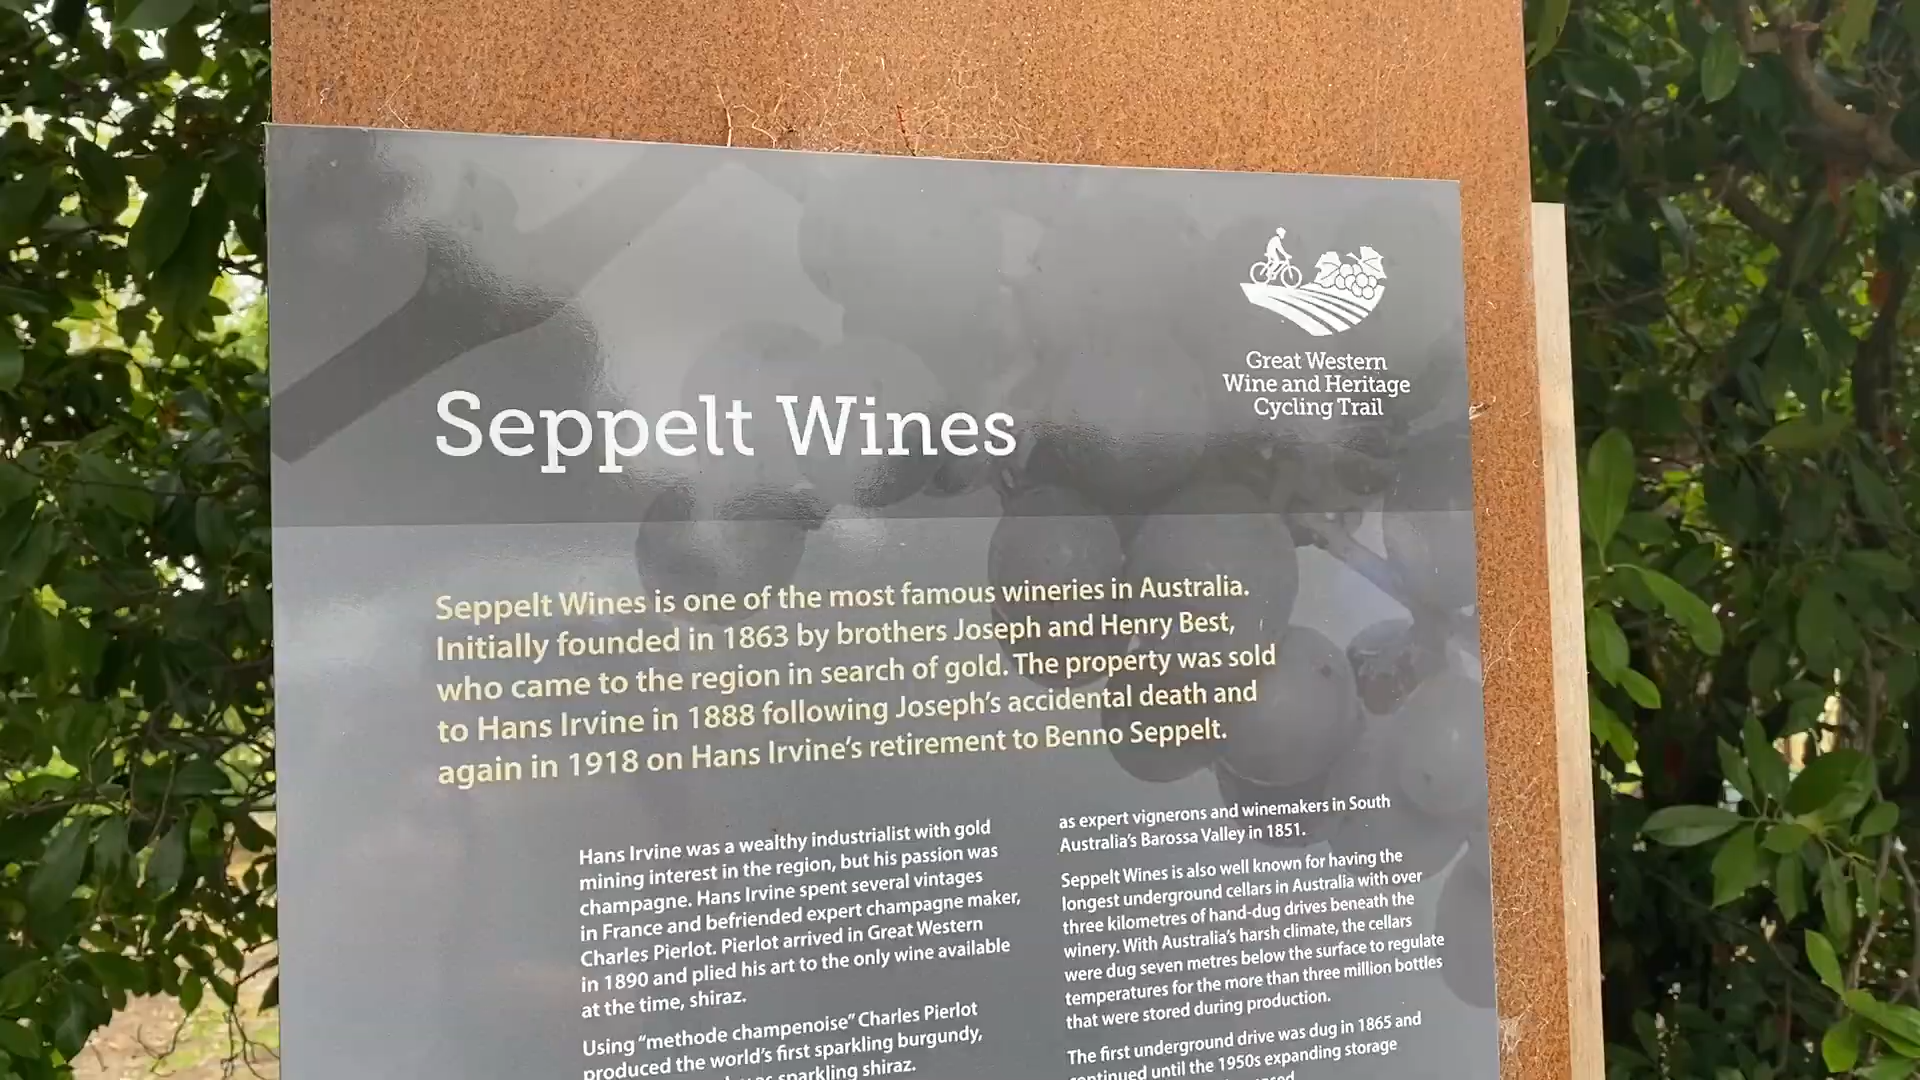 Great Western
Wine and Heritage
Cycling Trail
Seppelt Wines
Seppelt Wines is one of the most famous wineries in Australia.
Initially founded in 1863 by brothers Joseph and Henry Best,
who came to the region in search of gold. The property was sold
to Hans Irvine in 1888 following Joseph's accidental death and
again in 1918 on Hans Irvine's retirement to Benno Seppelt.
Hans Irvine was a wealthy industrialist with gold
mining interest in the region, but his passion was
champagne. Hans Irvine spent several vintages
in France and befriended expert champagne maker,
Charles Pierlot. Pierlot arrived in Great Western
in 1890 and plied his art to the only wine available
at the time, shiraz.
Using "methode champenoise" Charles Pierlot
produced the world's first sparkling burgundy,
sparkling shiraz.
as expert vignerons and winemakers in South
Australia's Barossa Valley in 1851.
Seppelt Wines is also well known for having the
longest underground cellars in Australia with over
three kilometres of hand-dug drives beneath the
winery. With Australia's harsh climate, the cellars
were dug seven metres below the surface to regulate
temperatures for the more than three million bottles
that were stored during production.
The first underground drive was dug in 1865 and
continued until the 1950s expanding storage